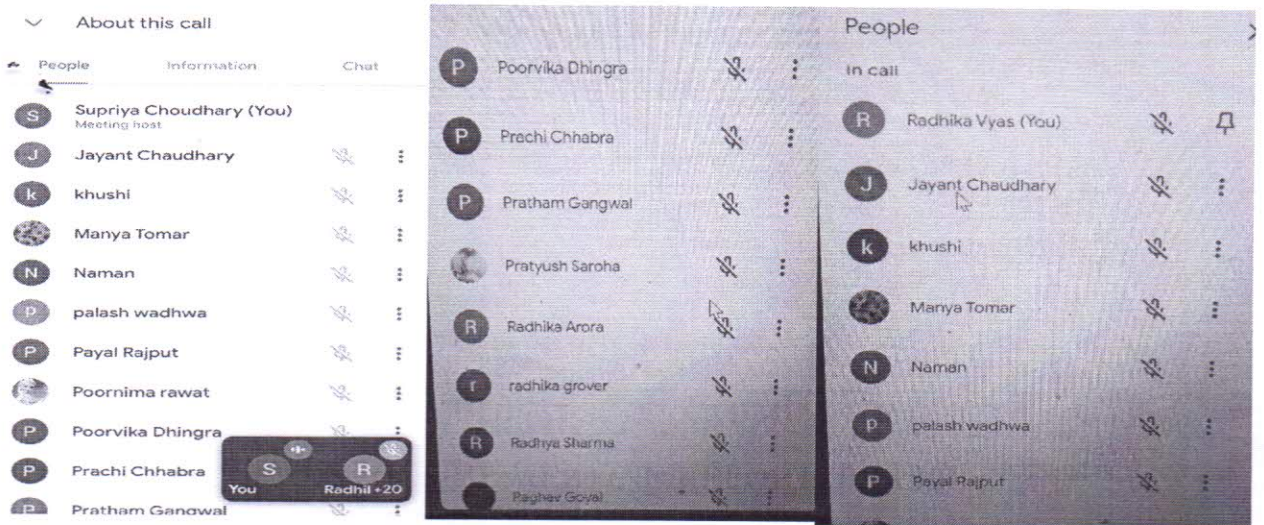 About this call
People Information Chat
S Supriya Choudhary (You)
Meeting host
J Jayant Chaudhary
k khushi
Manya Tomar
N Naman
p palash wadhwa
P Payal Rajput
Poornima rawat
P Poorvika Dhingra
P Prachi Chhabra
S R
You Radhil +20
P Pratham Gangwal
P Poorvika Dhingra
P Prachi Chhabra
P Pratham Gangwal
Pratyush Saroha
R Radhika Arora
r radhika grover
R Radhya Sharma
Raghav Goyal
People
In call
R Radhika Vyas (You)
J Jayant Chaudhary
k khushi
Manya Tomar
N Naman
p palash wadhwa
P Payal Rajput